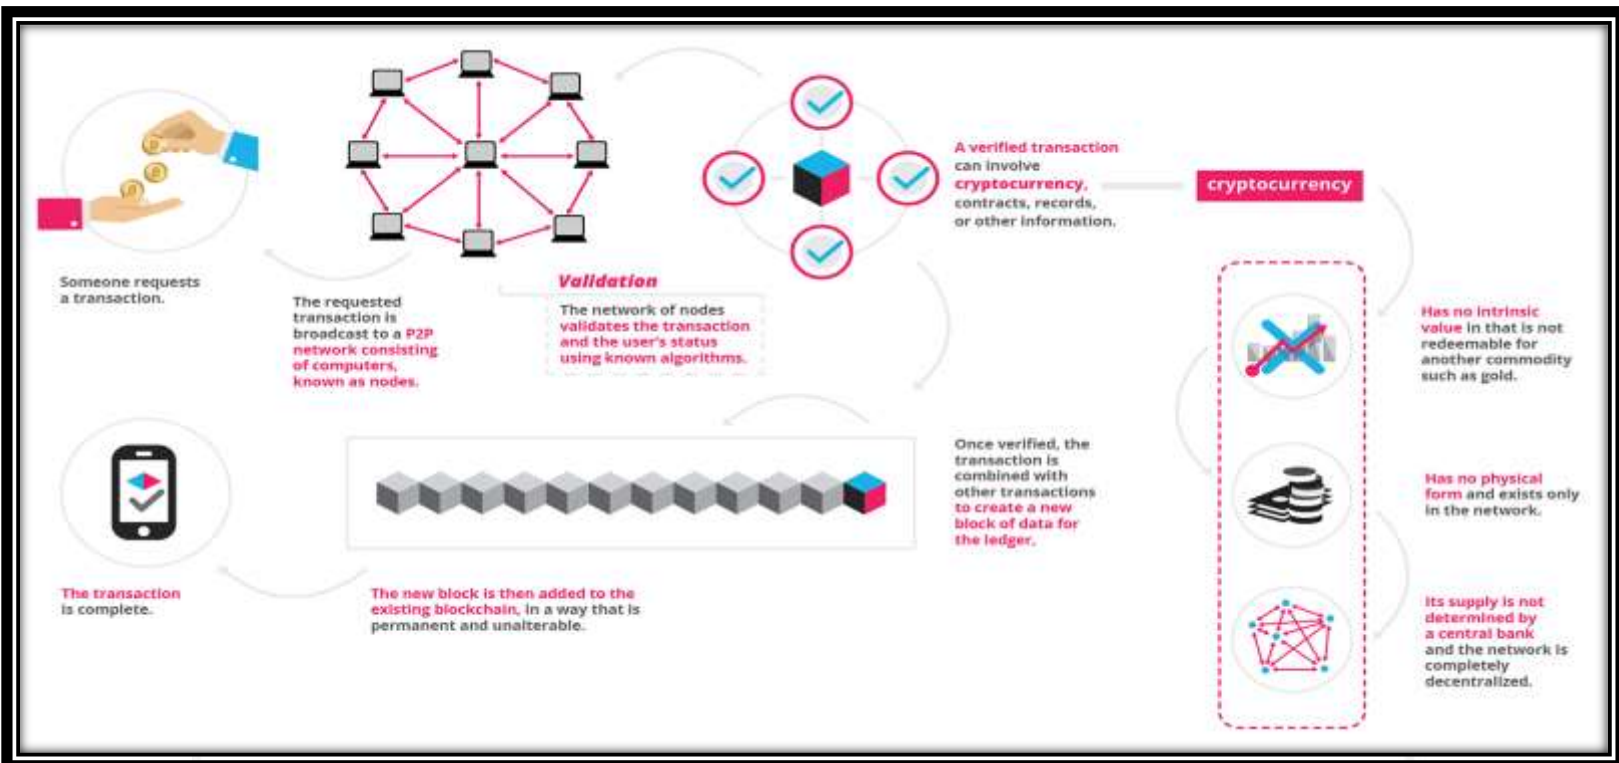 Someone requests
a transaction.
The requested
transaction is
broadcast to a P2P
network consisting
of computers,
known as nodes.
Validation
The network of nodes
validates the transaction
and the user's status
using known algorithms.
A verified transaction
can involve
cryptocurrency,
contracts, records,
or other information.
cryptocurrency
Has no intrinsic
value in that is not
redeemable for
another commodity
such as gold.
Has no physical
form and exists only
in the network.
Its supply is not
determined by
a central bank
and the network is
completely
decentralized.
Once verified, the
transaction is
combined with
other transactions
to create a new
block of data for
the ledger.
The new block is then added to the
existing blockchain, in a way that is
permanent and unalterable.
The transaction
is complete.